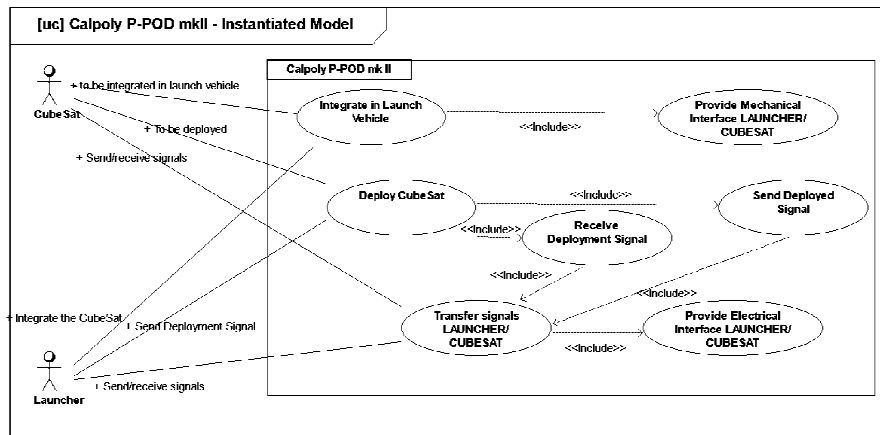 [uc] Calpoly P-POD mkII - Instantiated Model
Calpoly P-POD mk II
+ to be integrated in launch vehicle
CubeSat
Integrate in Launch
Vehicle
<<Include>>
Provide Mechanical
Interface LAUNCHER/
CUBESAT
+ To be deployed
+ Send/receive signals
Deploy CubeSat
<<Include>>
Send Deployed
Signal
<<Include>>
Receive
Deployment Signal
<<Include>>
<<Include>>
+ Integrate the CubeSat
+ Send Deployment Signal
Transfer signals
LAUNCHER/
CUBESAT
<<Include>>
Provide Electrical
Interface LAUNCHER/
CUBESAT
+ Send/receive signals
Launcher